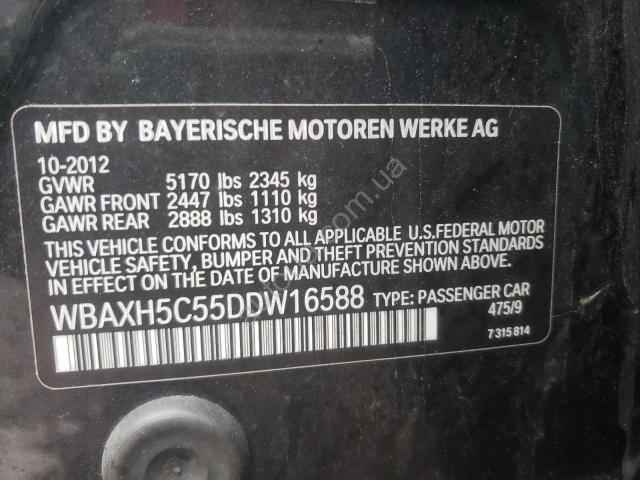 MFD BY BAYERISCHE MOTOREN WERKE AG
10-2012
GVWR 5170 lbs 2345 kg
GAWR FRONT 2447 lbs 1110 kg
GAWR REAR 2888 lbs 1310 kg
THIS VEHICLE CONFORMS TO ALL APPLICABLE U.S.FEDERAL MOTOR
VEHICLE SAFETY, BUMPER AND THEFT PREVENTION STANDARDS
IN EFFECT ON THE DATE OF MANUFACTURE SHOWN ABOVE.
WBAXH5C55DDW16588 TYPE: PASSENGER CAR
475/9
7 315 814